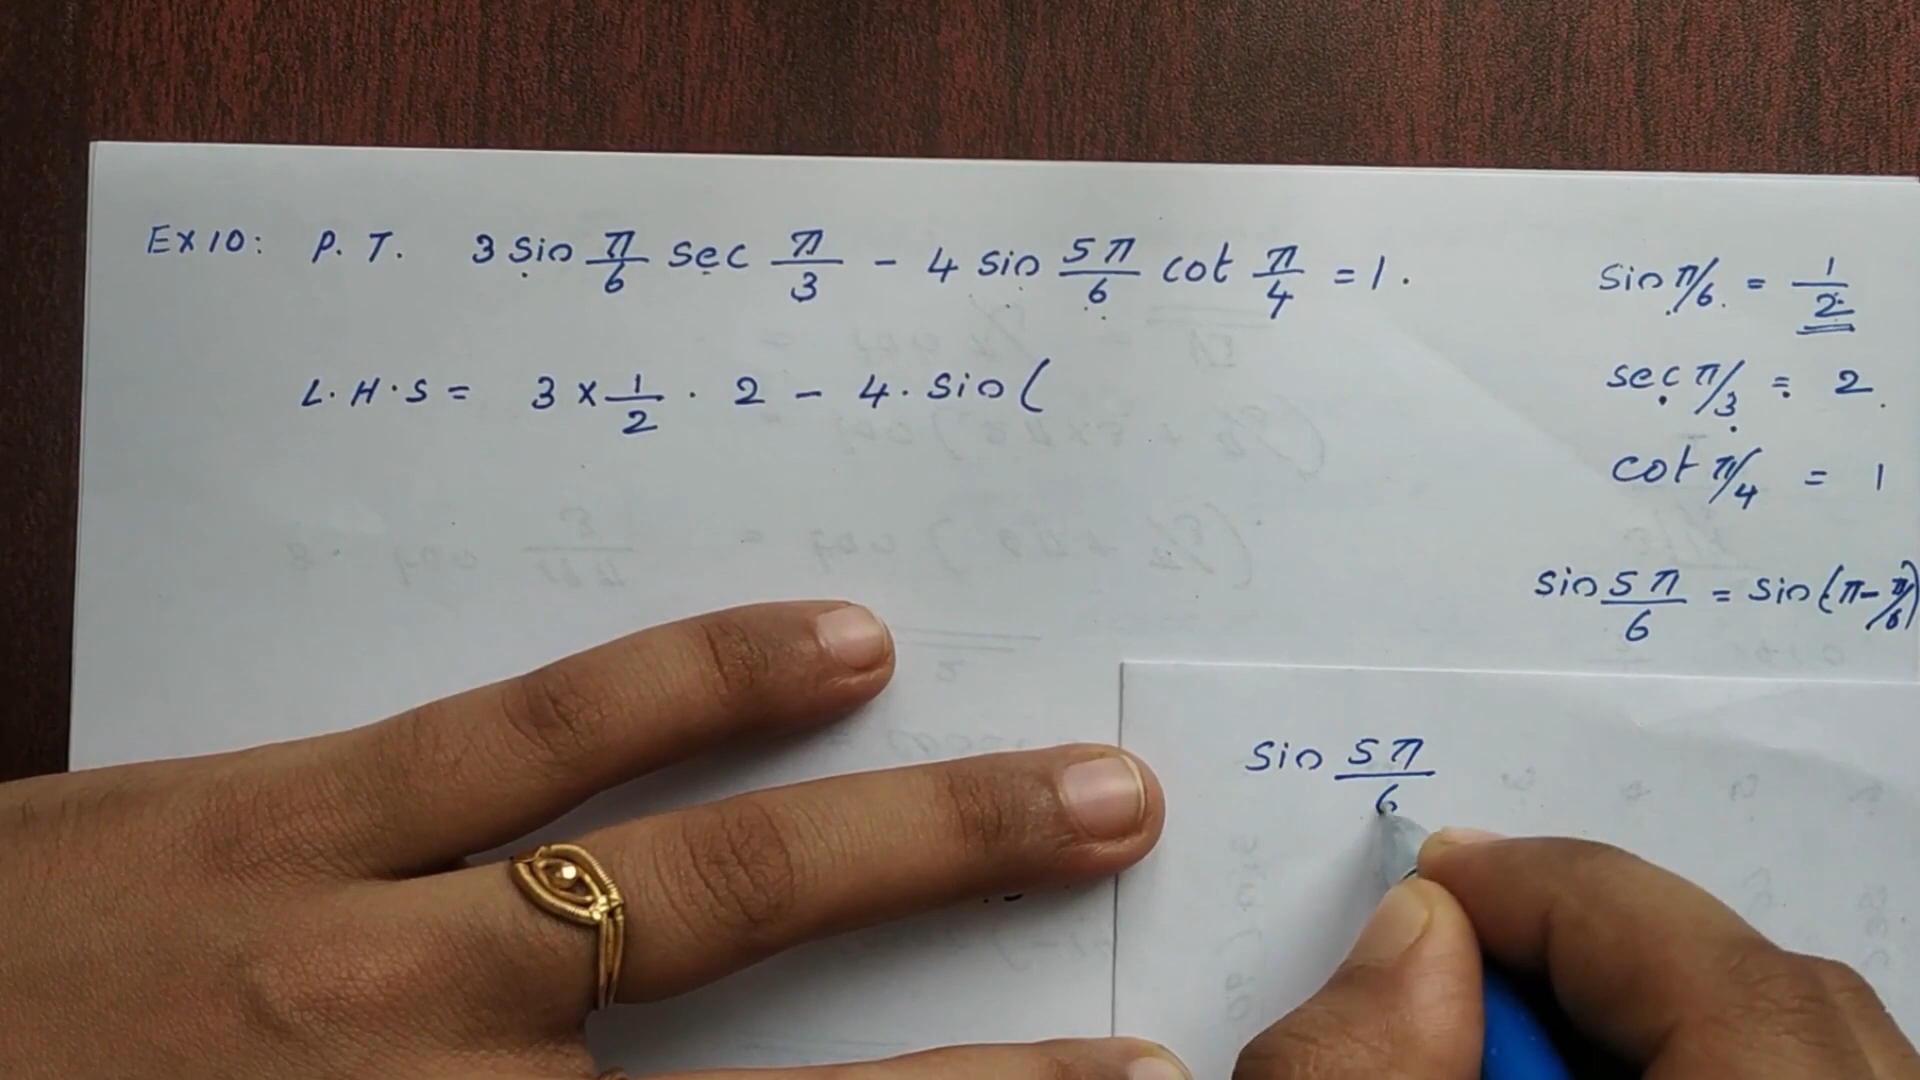 Ex 10: P. T. 3 sin π/6 sec π/3 - 4 sin 5π/6 cot π/4 = 1.
L.H.S = 3 × 1/2 . 2 - 4. sin (
sin π/6 = 1/2
sec π/3 = 2
cot π/4 = 1
sin 5π/6 = sin (π - π/6)
sin 5π/6